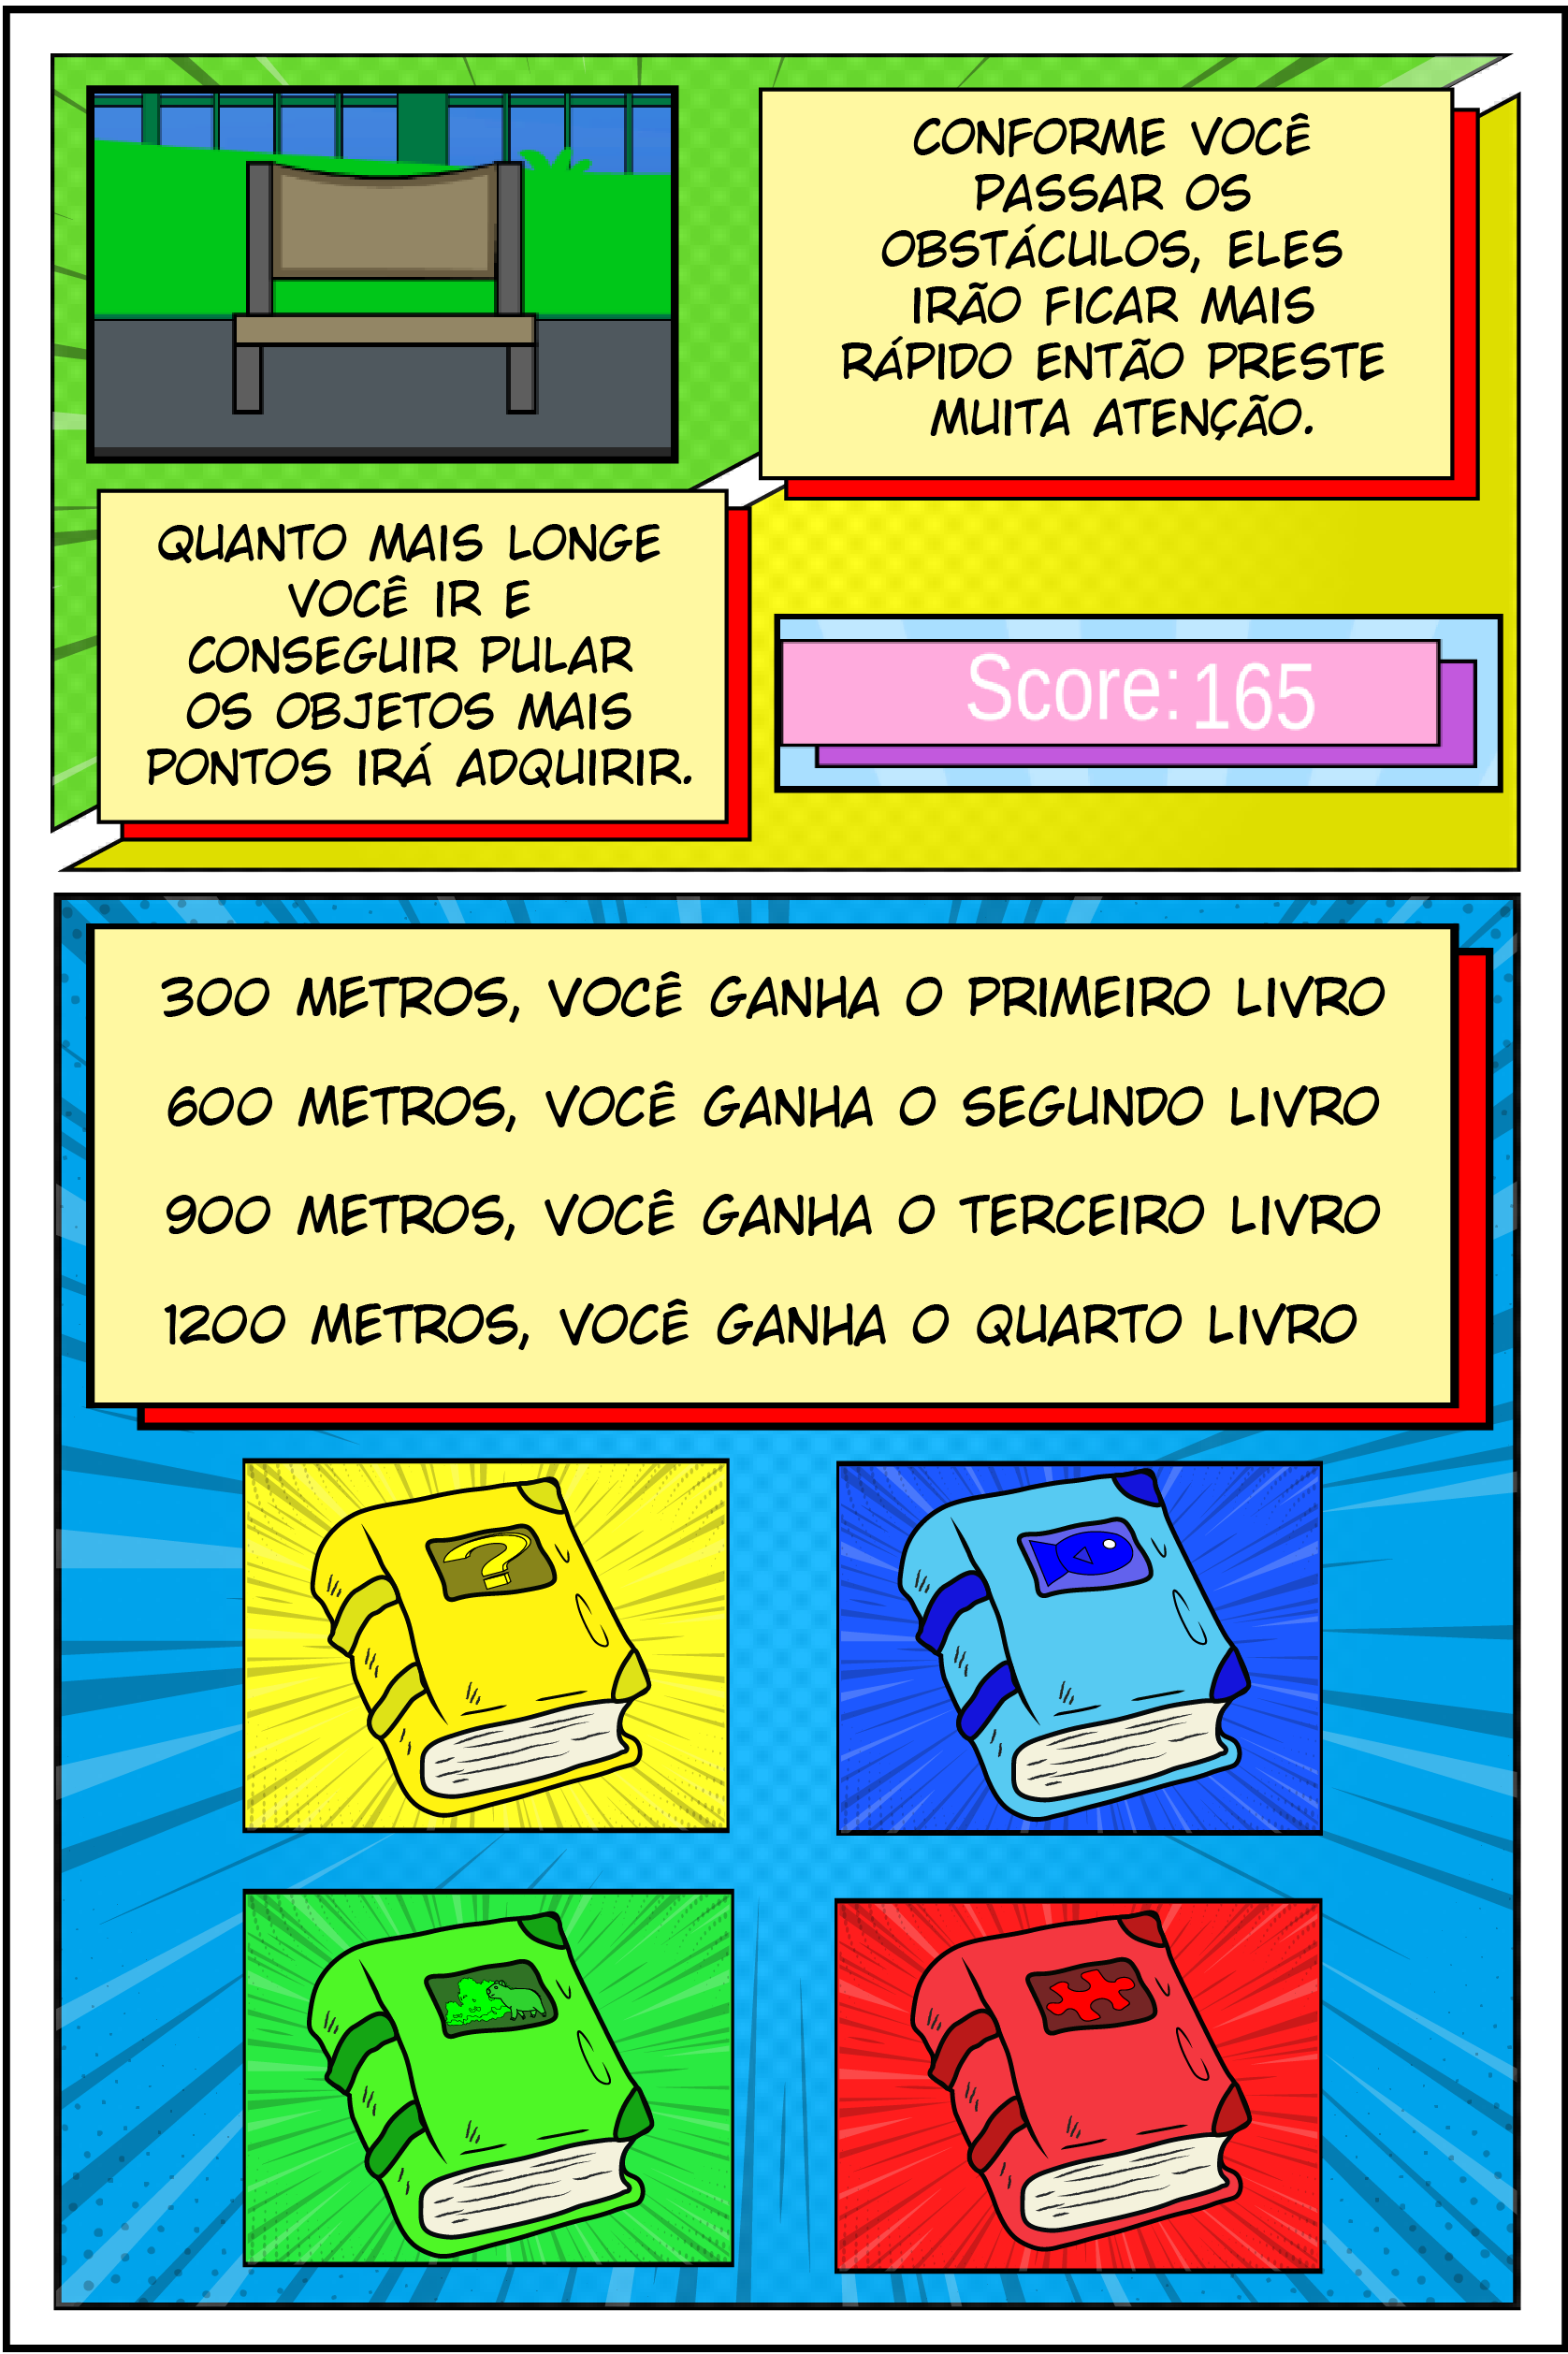 CONFORME VOCÊ
PASSAR OS
OBSTÁCULOS, ELES
IRÃO FICAR MAIS
RÁPIDO ENTÃO PRESTE
MUITA ATENÇÃO.
QUANTO MAIS LONGE
VOCÊ IR E
CONSEGUIR PULAR
OS OBJETOS MAIS
PONTOS IRÁ ADQUIRIR.
Score: 165
300 METROS, VOCÊ GANHA O PRIMEIRO LIVRO
600 METROS, VOCÊ GANHA O SEGUNDO LIVRO
900 METROS, VOCÊ GANHA O TERCEIRO LIVRO
1200 METROS, VOCÊ GANHA O QUARTO LIVRO
?